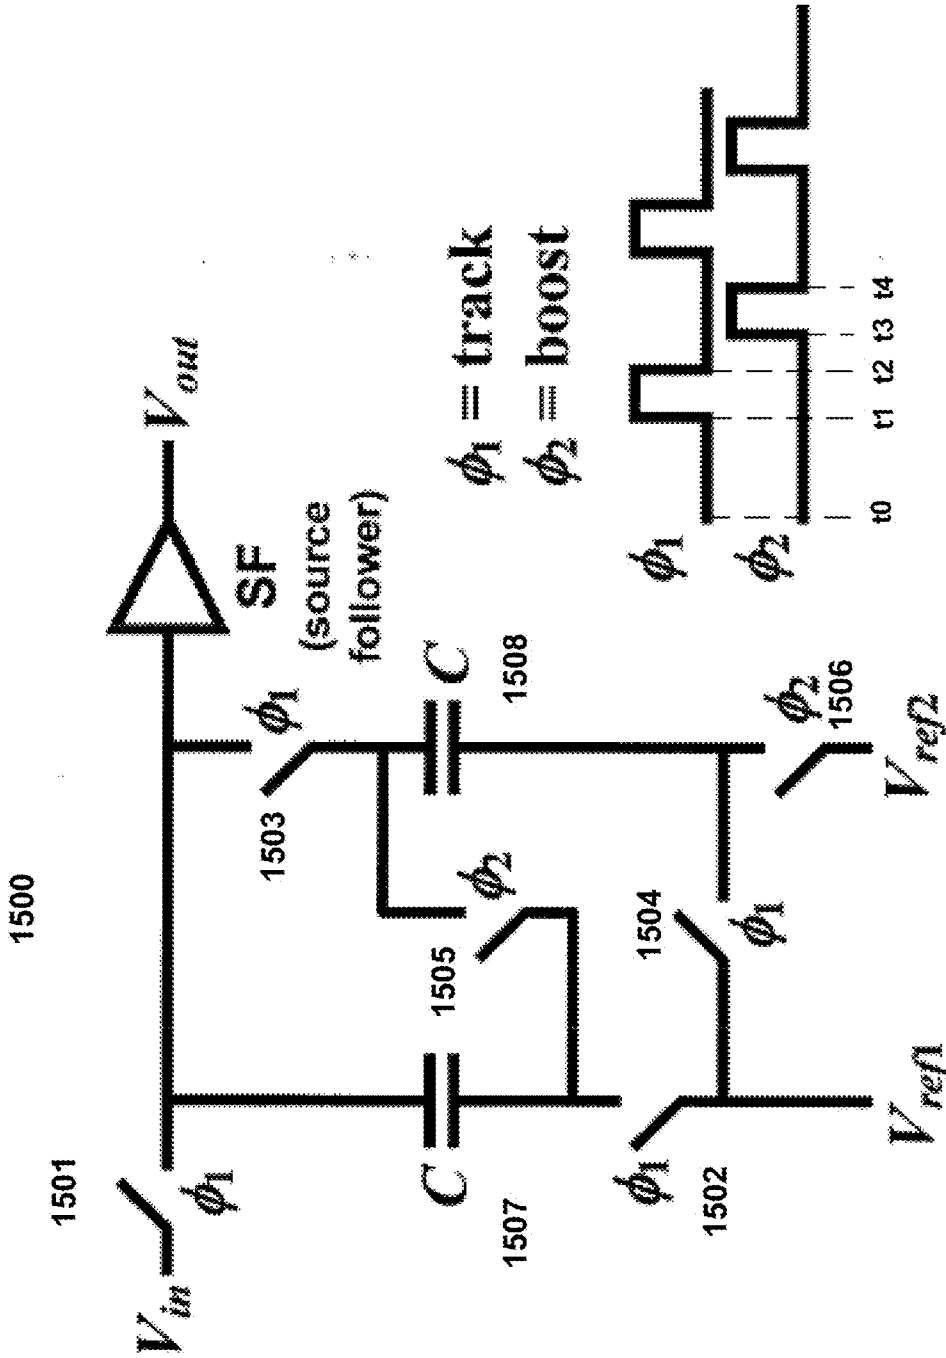 1500
1501
V_in
ϕ1
V_out
SF
(source
follower)
ϕ1
1503
C
1507
C
1508
ϕ2
1505
ϕ1
1502
1504
ϕ1
ϕ2
1506
V_ref1
V_ref2
ϕ1 ≡ track
ϕ2 ≡ boost
ϕ1
ϕ2
t0 t1 t2 t3 t4